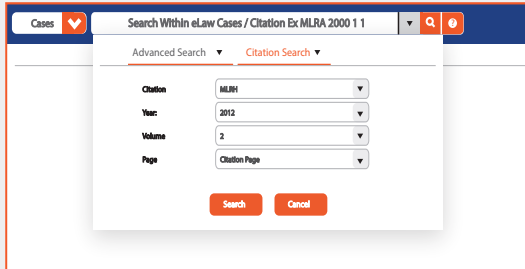 Cases Search WithIn eLaw Cases / Citation Ex MLRA 2000 1 1
Advanced Search Citation Search
Citation MLRH
Year: 2012
Volume 2
Page Citation Page
Search Cancel